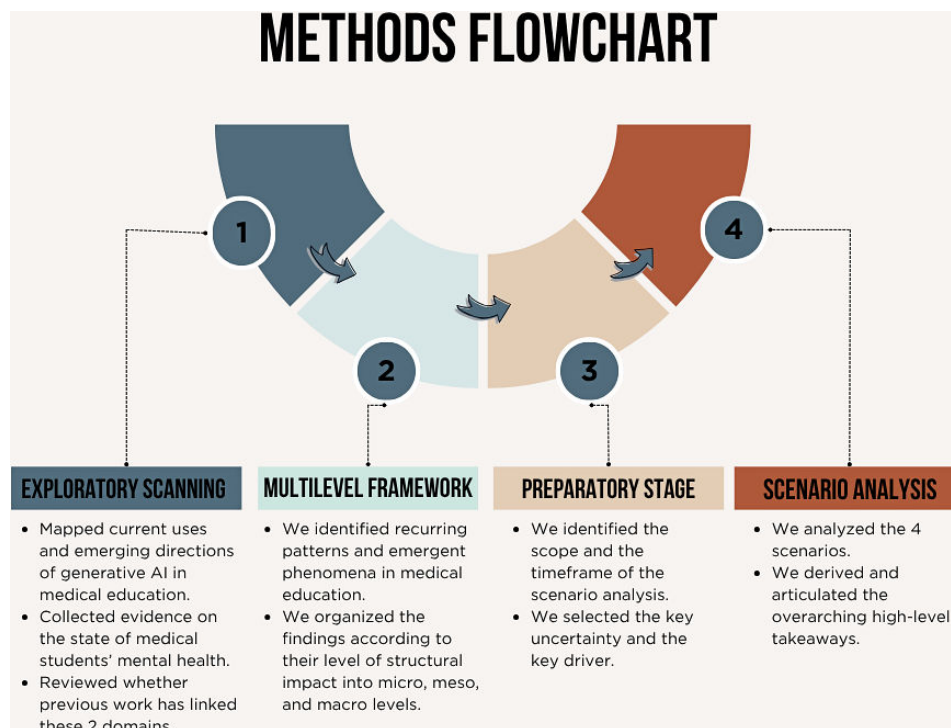 METHODS FLOWCHART
1
2
3
4
EXPLORATORY SCANNING
• Mapped current uses
and emerging directions
of generative AI in
medical education.
• Collected evidence on
the state of medical
students' mental health.
• Reviewed whether
previous work has linked
these 2 domains
MULTILEVEL FRAMEWORK
• We identified recurring
patterns and emergent
phenomena in medical
education.
• We organized the
findings according to
their level of structural
impact into micro, meso,
and macro levels.
PREPARATORY STAGE
• We identified the
scope and the
timeframe of the
scenario analysis.
• We selected the key
uncertainty and the
key driver.
SCENARIO ANALYSIS
• We analyzed the 4
scenarios.
• We derived and
articulated the
overarching high-level
takeaways.